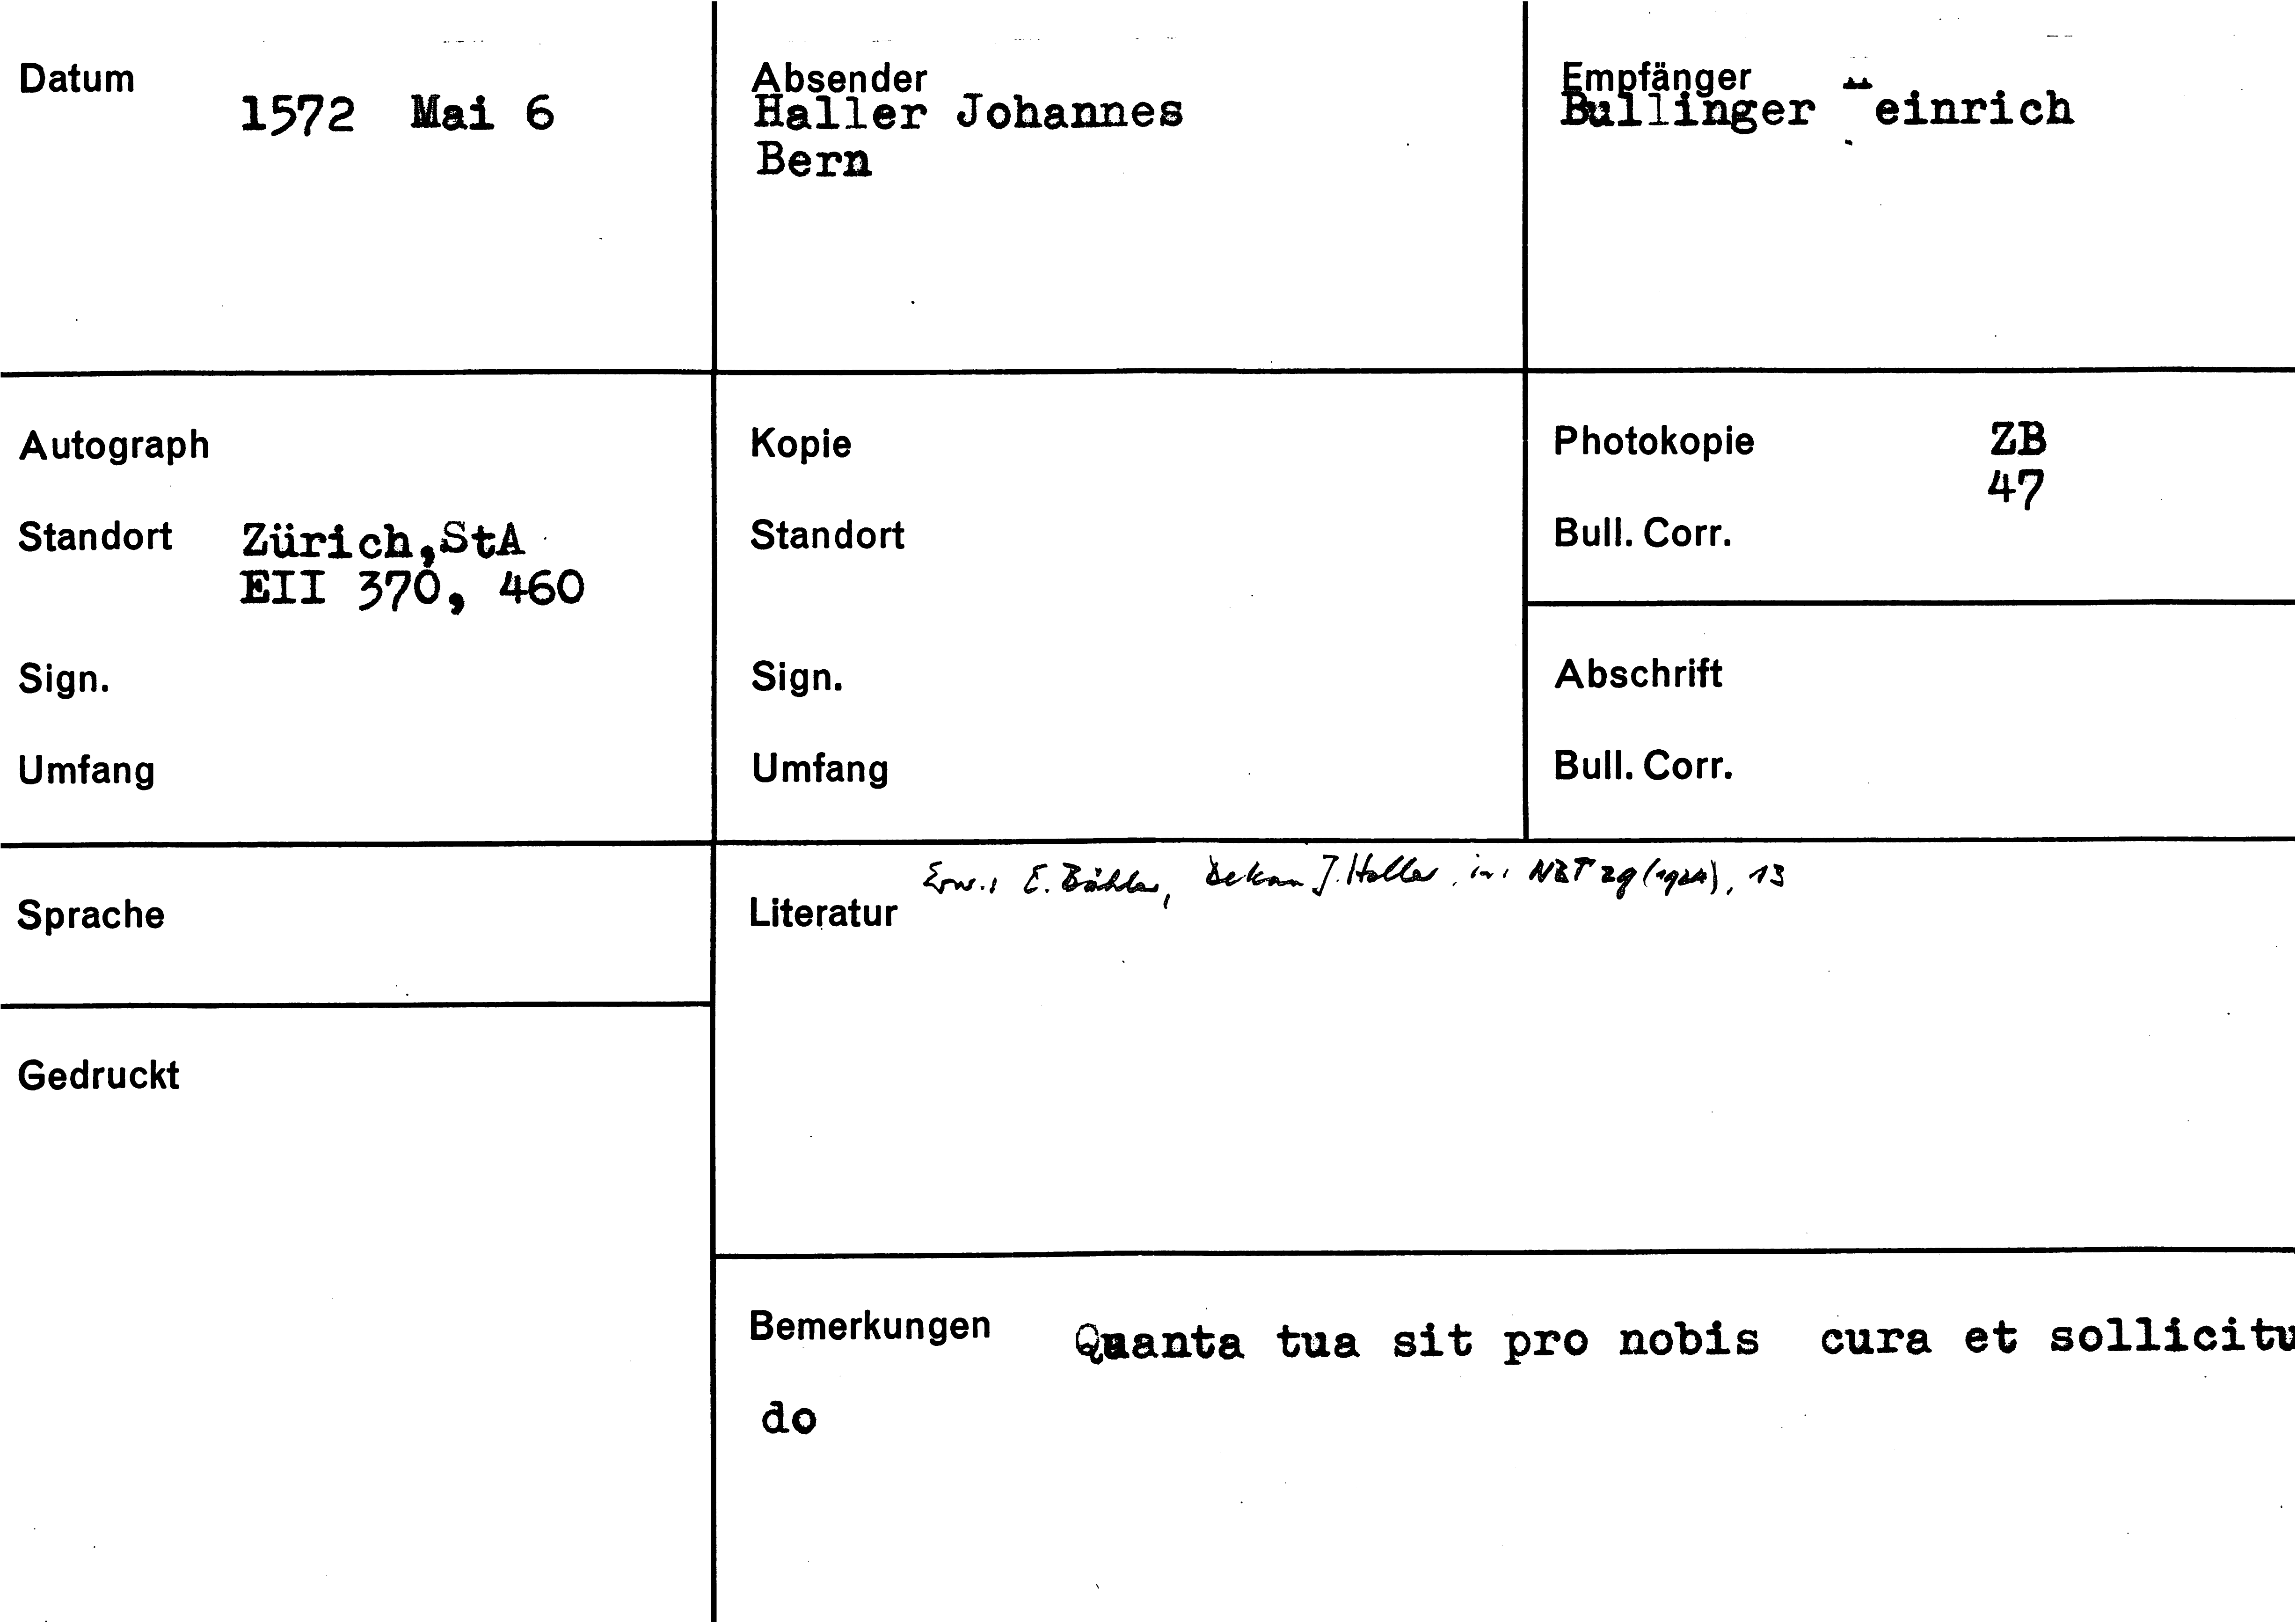 Datum
1572 Mai 6
Absender
Haller Johannes
Bern
Empfänger
Bullinger einrich
Autograph
Standort Zürich,StA
EII 370, 460
Sign.
Umfang
Kopie
Standort
Sign.
Umfang
Photokopie ZB
47
Bull. Corr.
Abschrift
Bull. Corr.
Sprache
Gedruckt
Erw.: E. Bähler, Dekan J. Haller, in: NBT 29 (1924), 13
Literatur
Bemerkungen Quanta tua sit pro nobis cura et sollicitu
do